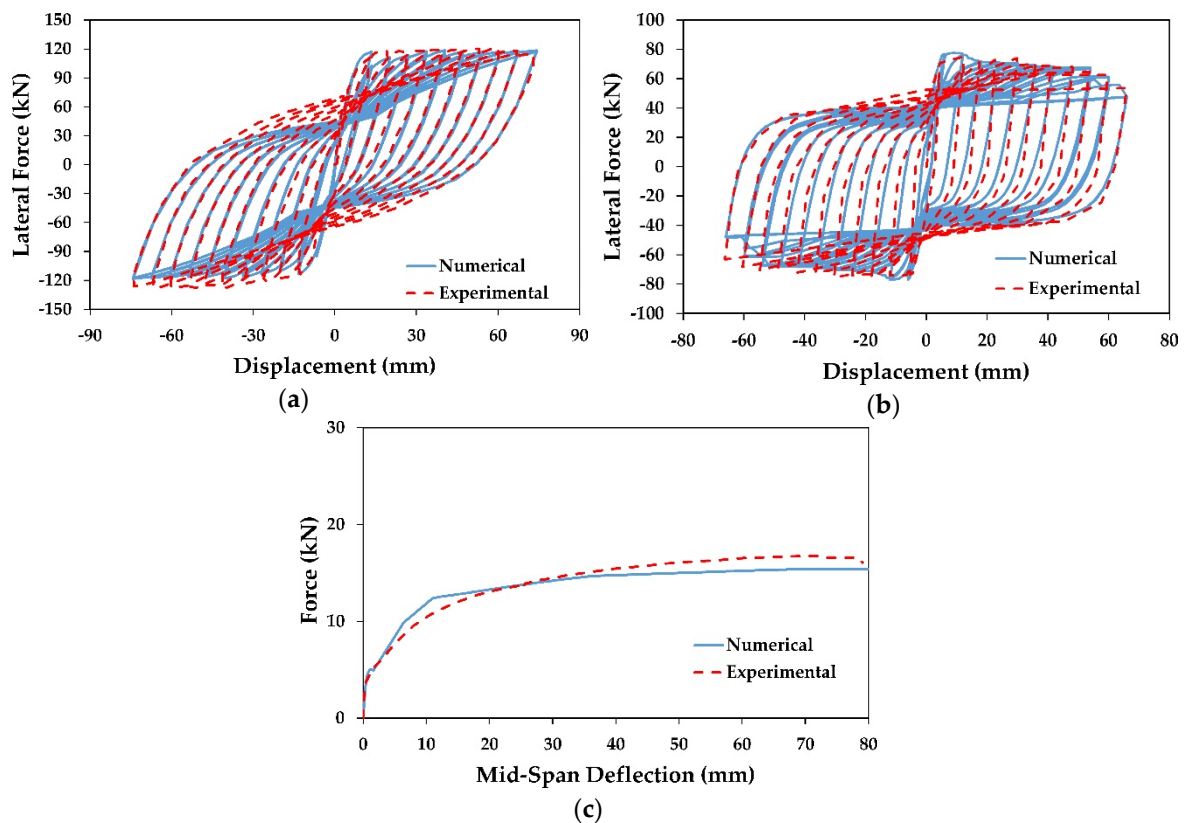 150
120
90
60
30
0
-30
-60
-90
-120
-150
Lateral Force (kN)
Numerical
Experimental
-90 -60 -30 0 30 60 90
Displacement (mm)
(a)
100
80
60
40
20
0
-20
-40
-60
-80
-100
Lateral Force (kN)
Numerical
Experimental
-80 -60 -40 -20 0 20 40 60 80
Displacement (mm)
(b)
30
20
10
0
Force (kN)
Numerical
Experimental
0 10 20 30 40 50 60 70 80
Mid-Span Deflection (mm)
(c)